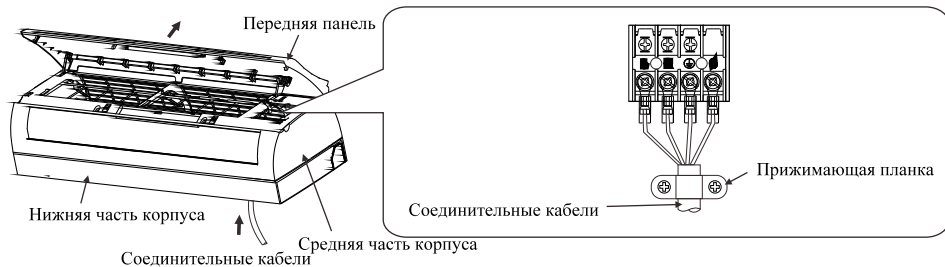 Передняя панель
Прижимающая планка
Соединительные кабели
Нижняя часть корпуса
Средняя часть корпуса
Соединительные кабели